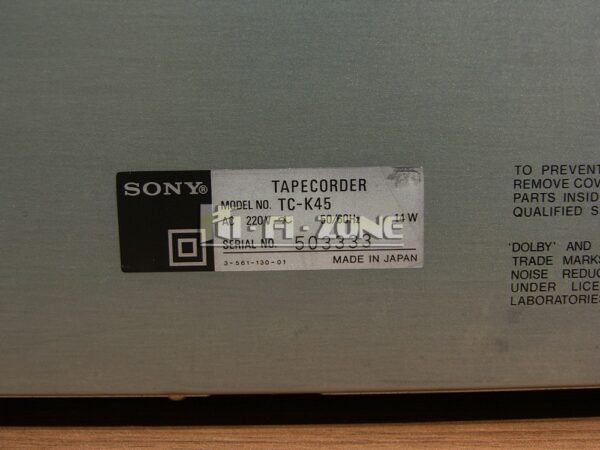 SONY®
TAPECORDER
MODEL NO. TC-K45
AC 220V 50/60Hz 14W
HI-FI-ZONE
SERIAL NO. 503333
3-561-130-01 MADE IN JAPAN
TO PREVENT
REMOVE COV
PARTS INSID
QUALIFIED S
'DOLBY' AND
TRADE MARKS
NOISE REDUC
UNDER LICE
LABORATORIES